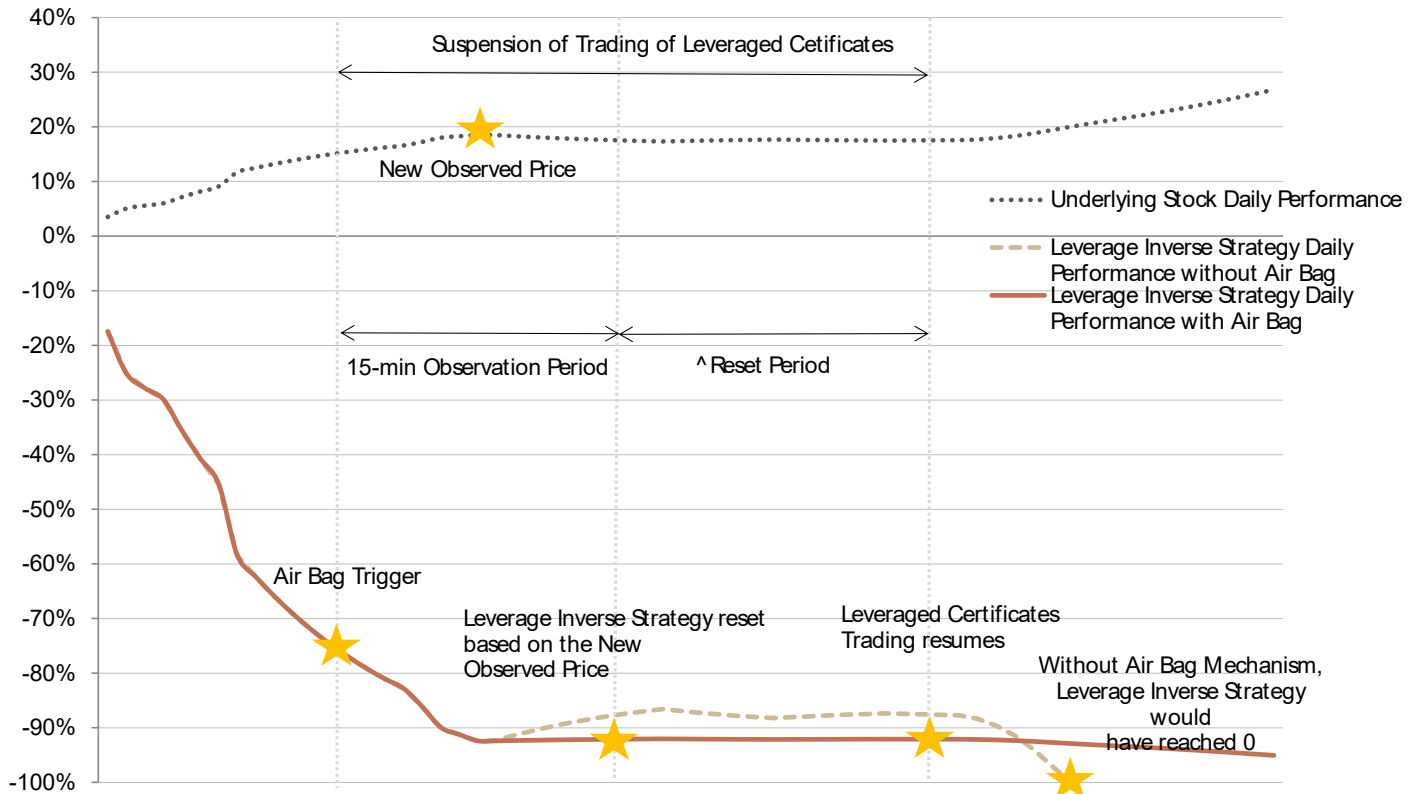 40%
30%
20%
10%
0%
-10%
-20%
-30%
-40%
-50%
-60%
-70%
-80%
-90%
-100%
Suspension of Trading of Leveraged Cetificates
New Observed Price
Underlying Stock Daily Performance
Leverage Inverse Strategy Daily
Performance without Air Bag
Leverage Inverse Strategy Daily
Performance with Air Bag
15-min Observation Period
^ Reset Period
Air Bag Trigger
Leverage Inverse Strategy reset
based on the New
Observed Price
Leveraged Certificates
Trading resumes
Without Air Bag Mechanism,
Leverage Inverse Strategy
would
have reached 0